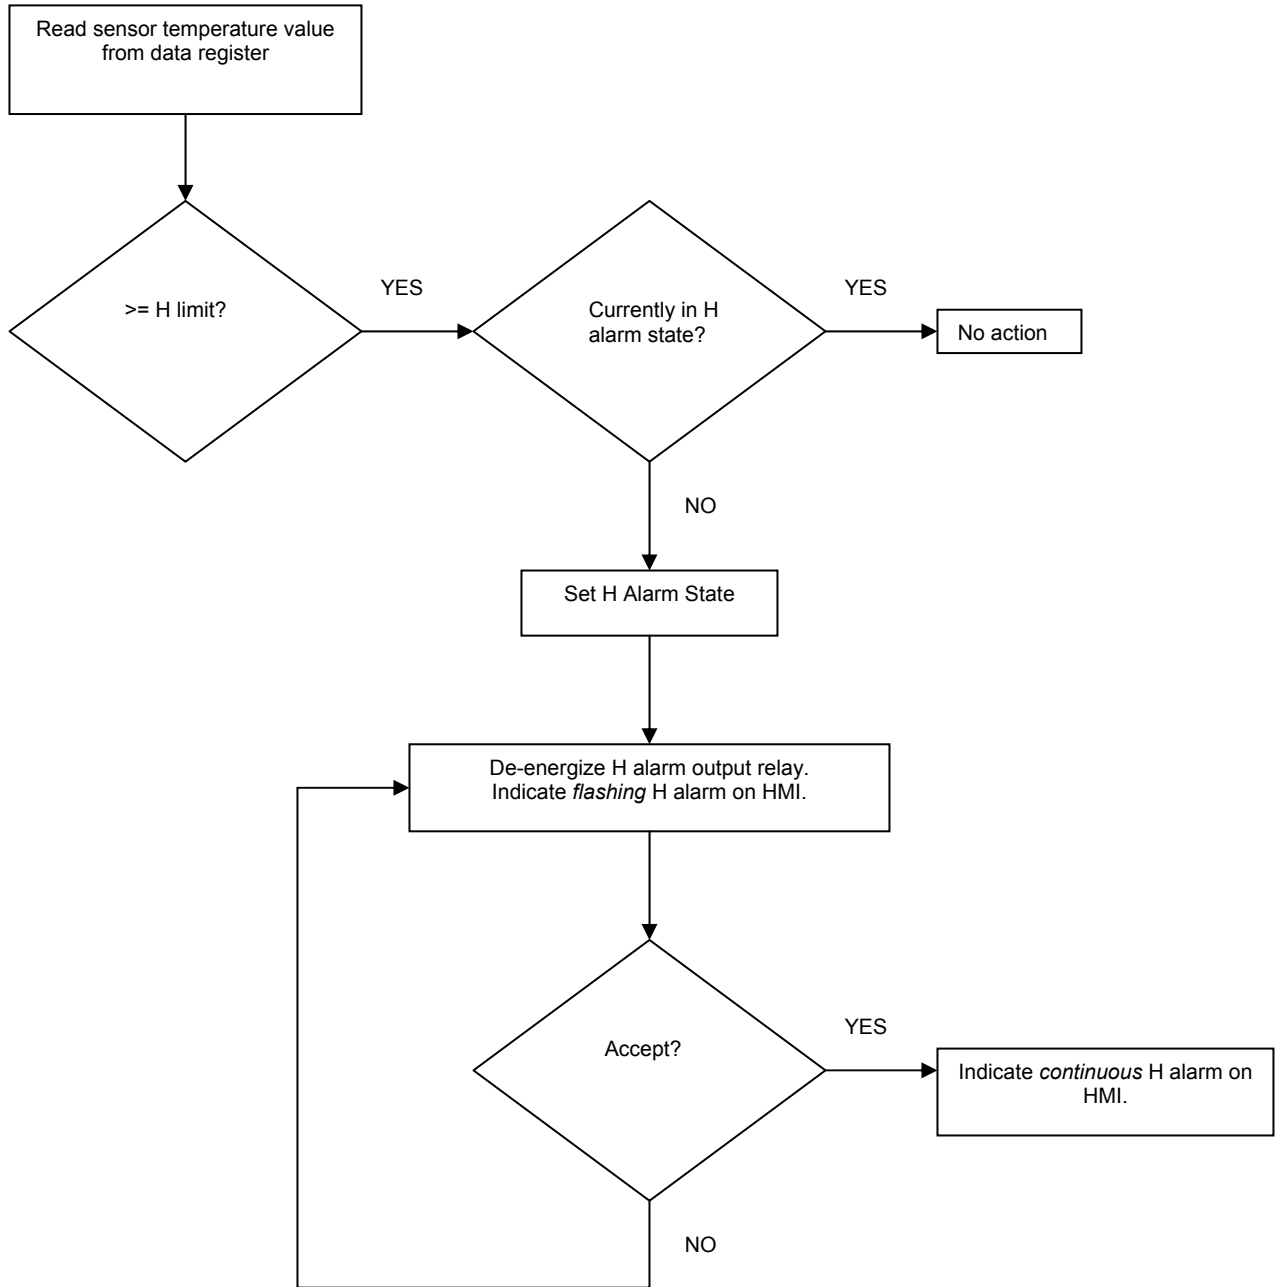 Read sensor temperature value
from data register
>= H limit?
YES
Currently in H
alarm state?
YES
No action
NO
Set H Alarm State
De-energize H alarm output relay.
Indicate flashing H alarm on HMI.
Accept?
YES
Indicate continuous H alarm on
HMI.
NO